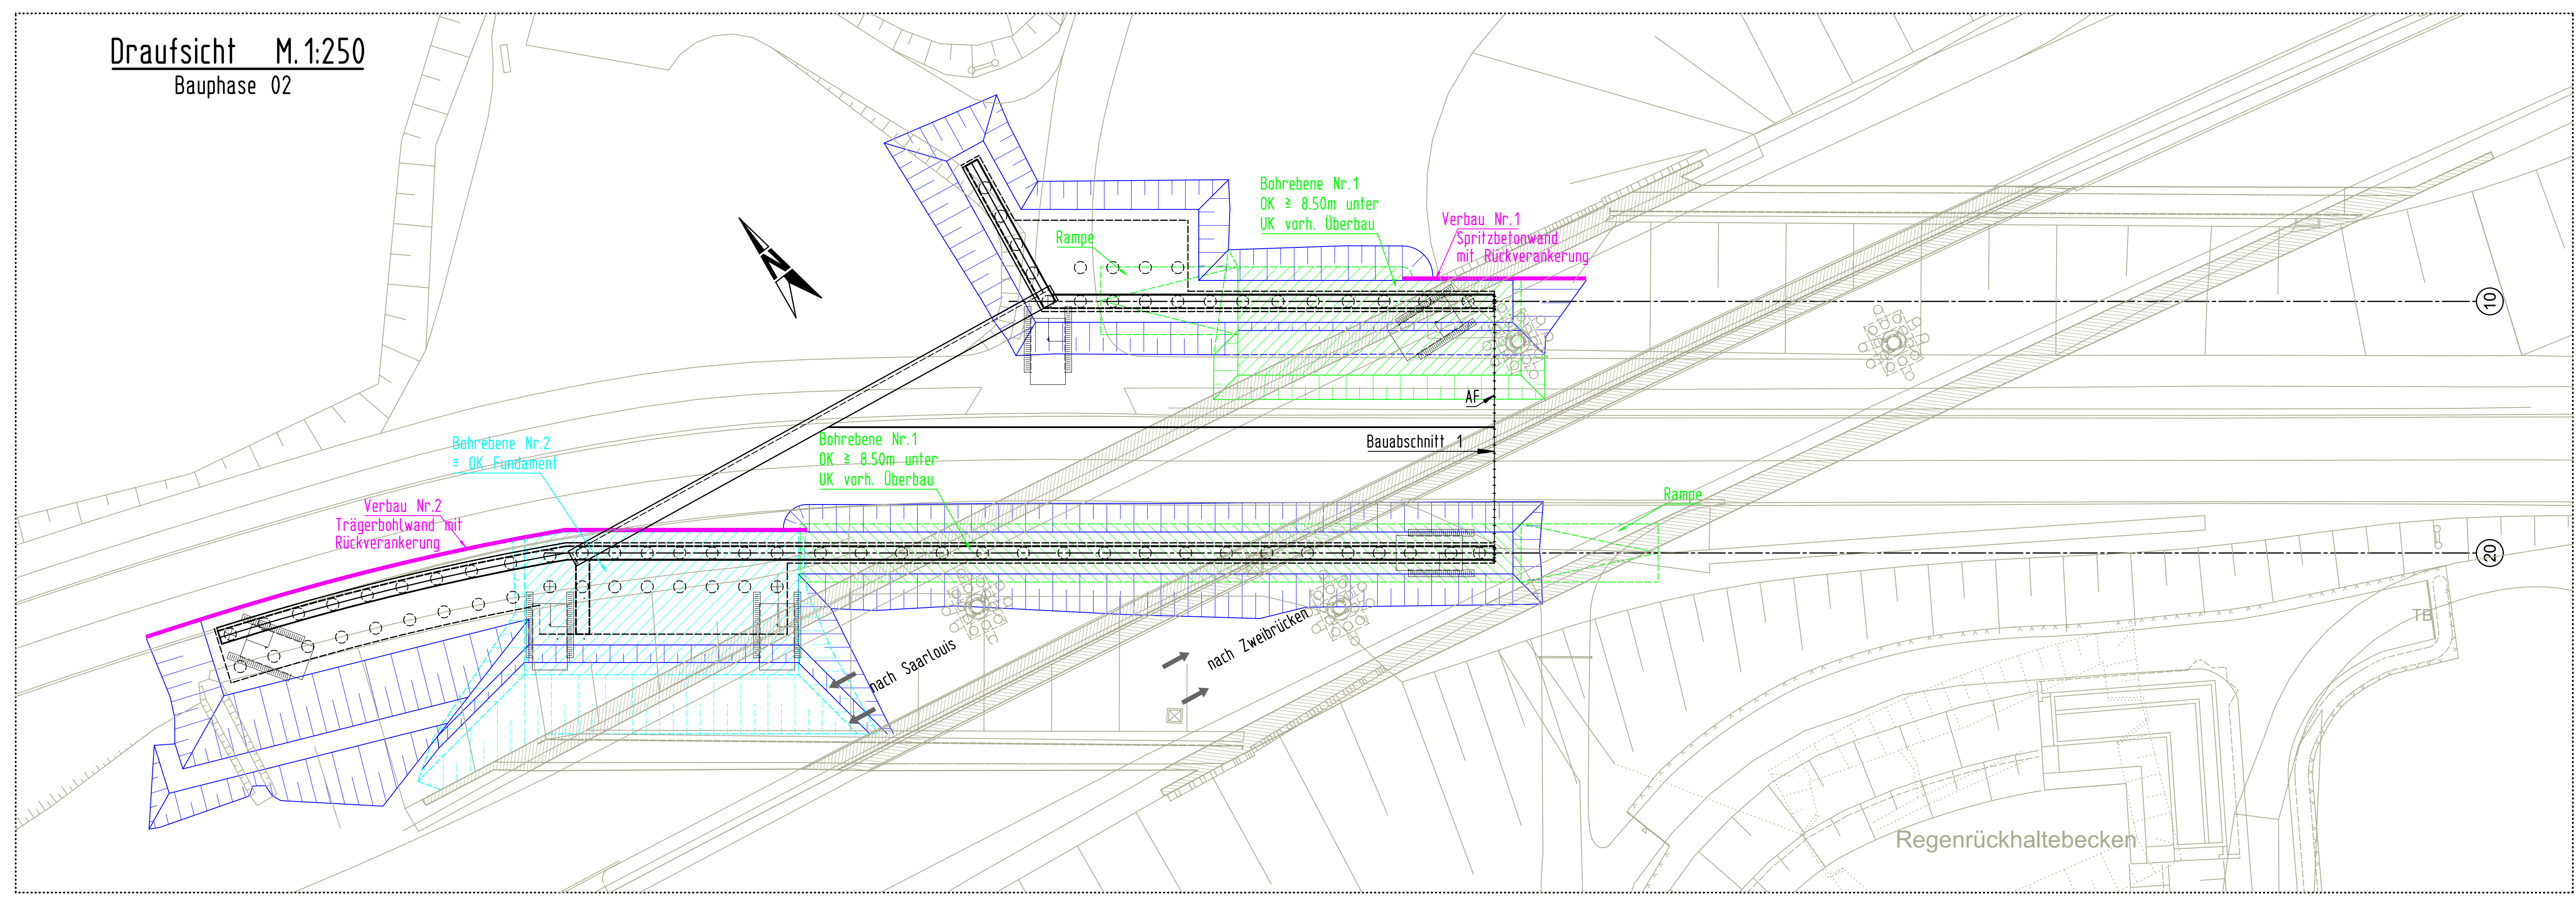 Draufsicht M. 1:250
Bauphase 02
N
Bohrebene Nr.1
OK ≧ 8.50m unter
UK vorh. Überbau
Rampe
Verbau Nr.1
Spritzbetonwand
mit Rückverankerung
10
AF
Bauabschnitt 1
Bohrebene Nr.2
= OK Fundament
Bohrebene Nr.1
OK ≧ 8.50m unter
UK vorh. Überbau
Verbau Nr.2
Trägerbohlwand mit
Rückverankerung
Rampe
20
nach Saarlouis
nach Zweibrücken
TB
Regenrückhaltebecken